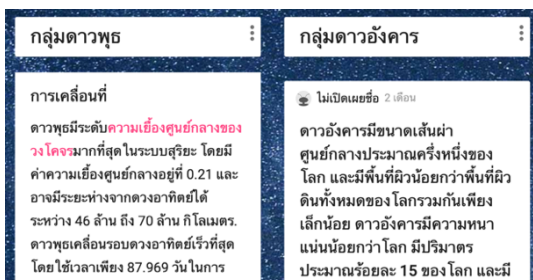 กลุ่มดาวพุธ
การเคลื่อนที่
ดาวพุธมีระดับความเยื้องศูนย์กลางของ
วงโคจรมากที่สุดในระบบสุริยะ โดยมี
ค่าความเยื้องศูนย์กลางอยู่ที่ 0.21 และ
อาจมีระยะห่างจากดวงอาทิตย์ได้
ระหว่าง 46 ล้าน ถึง 70 ล้าน กิโลเมตร.
ดาวพุธเคลื่อนรอบดวงอาทิตย์เร็วที่สุด
โดยใช้เวลาเพียง 87.969 วันในการ
กลุ่มดาวอังคาร
ไม่เปิดเผยชื่อ 2 เดือน
ดาวอังคารมีขนาดเส้นผ่า
ศูนย์กลางประมาณครึ่งหนึ่งของ
โลก และมีพื้นที่ผิวน้อยกว่าพื้นที่ผิว
ดินทั้งหมดของโลกรวมกันเพียง
เล็กน้อย ดาวอังคารมีความหนา
แน่นน้อยกว่าโลก มีปริมาตร
ประมาณร้อยละ 15 ของโลก และมี